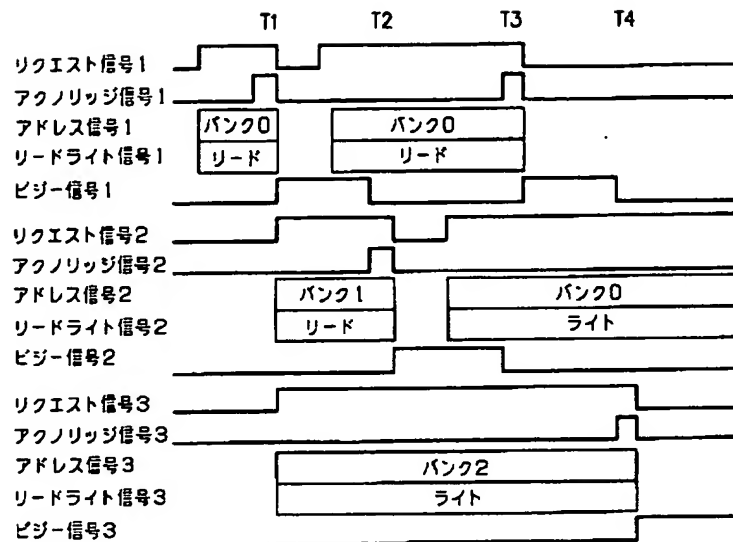 T1 T2 T3 T4
リクエスト信号1
アクノリッジ信号1
アドレス信号1 バンク0 バンク0
リードライト信号1 リード リード
ビジー信号1
リクエスト信号2
アクノリッジ信号2
アドレス信号2 バンク1 バンク0
リードライト信号2 リード ライト
ビジー信号2
リクエスト信号3
アクノリッジ信号3
アドレス信号3 バンク2
リードライト信号3 ライト
ビジー信号3